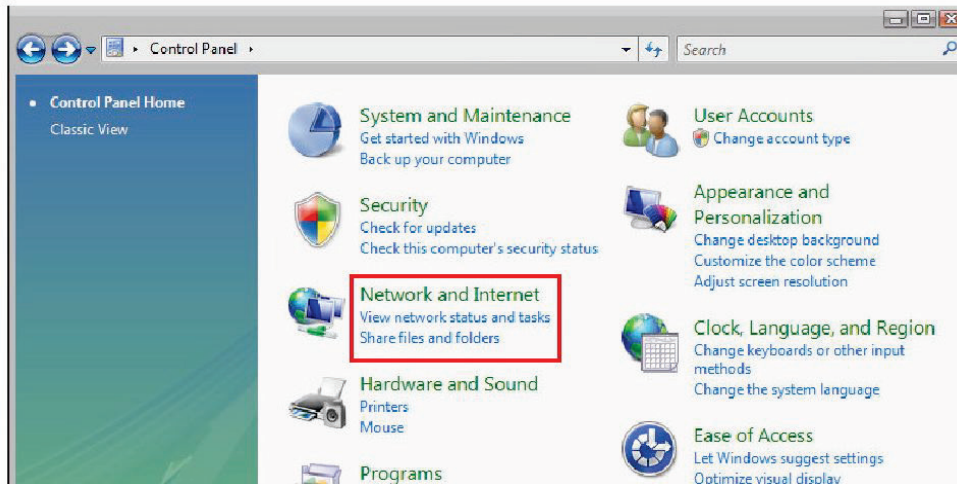 Control Panel
Search
Control Panel Home
Classic View
System and Maintenance
Get started with Windows
Back up your computer
Security
Check for updates
Check this computer's security status
Network and Internet
View network status and tasks
Share files and folders
Hardware and Sound
Printers
Mouse
Programs
User Accounts
Change account type
Appearance and
Personalization
Change desktop background
Customize the color scheme
Adjust screen resolution
Clock, Language, and Region
Change keyboards or other input
methods
Change the system language
Ease of Access
Let Windows suggest settings
Optimize visual display